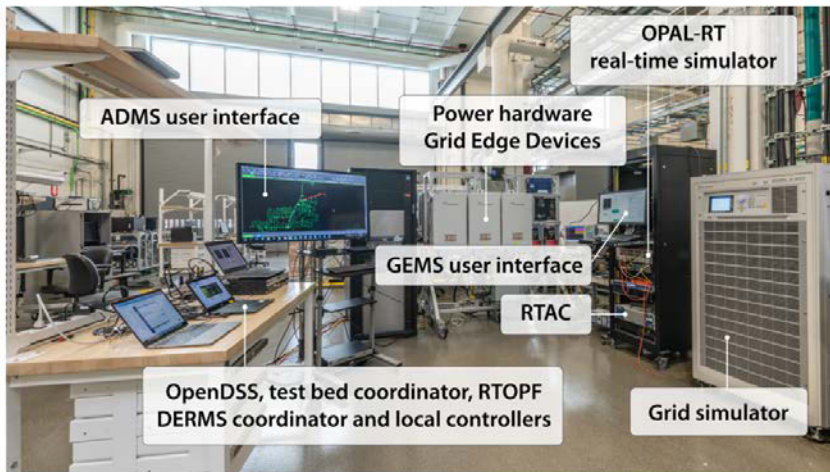 OPAL-RT
real-time simulator
ADMS user interface
Power hardware
Grid Edge Devices
GEMS user interface
RTAC
OpenDSS, test bed coordinator, RTOPF
DERMS coordinator and local controllers
Grid simulator